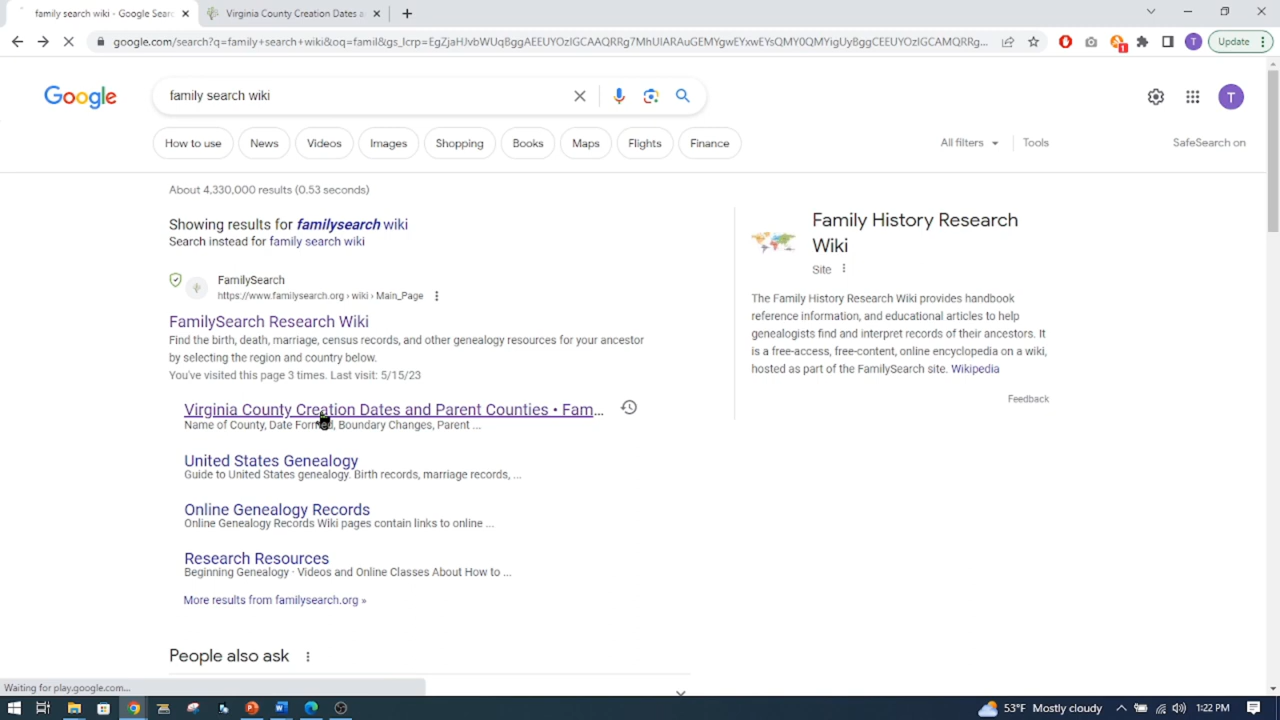 family search wiki - Google Sear
Virginia County Creation Dates a
google.com/search?q=family+search+wiki&oq=famil&gs_lcrp=
Update
1
T
Google
family search wiki
T
How to use
News
Videos
Images
Shopping
Books
Maps
Flights
Finance
All filters
Tools
SafeSearch on
About 4,330,000 results (0.53 seconds)
Showing results for familysearch wiki
Search instead for family search wiki
FamilySearch
https://www.familysearch.org › wiki › Main_Page
FamilySearch Research Wiki
Find the birth, death, marriage, census records, and other genealogy resources for your ancestor
by selecting the region and country below.
You've visited this page 3 times. Last visit: 5/15/23
Virginia County Creation Dates and Parent Counties • Fam...
Name of County, Date Formed, Boundary Changes, Parent ...
United States Genealogy
Guide to United States genealogy. Birth records, marriage records, ...
Online Genealogy Records
Online Genealogy Records Wiki pages contain links to online ...
Research Resources
Beginning Genealogy · Videos and Online Classes About How to ...
More results from familysearch.org »
People also ask
Family History Research
Wiki
Site
The Family History Research Wiki provides handbook
reference information, and educational articles to help
genealogists find and interpret records of their ancestors. It
is a free-access, free-content, online encyclopedia on a wiki,
hosted as part of the FamilySearch site. Wikipedia
Feedback
Waiting for play.google.com...
53°F Mostly cloudy
1:22 PM